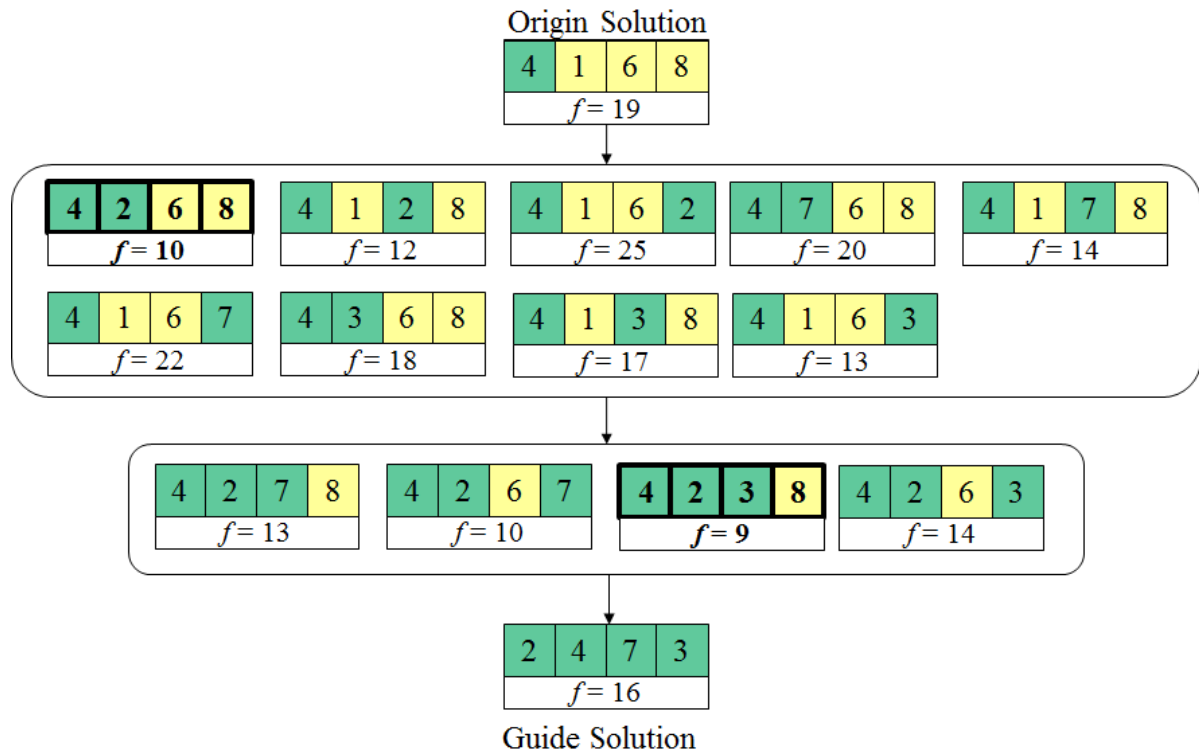 Origin Solution
4 1 6 8
f = 19
4 2 6 8 4 1 2 8 4 1 6 2 4 7 6 8 4 1 7 8
f = 10 f = 12 f = 25 f = 20 f = 14
4 1 6 7 4 3 6 8 4 1 3 8 4 1 6 3
f = 22 f = 18 f = 17 f = 13
4 2 7 8 4 2 6 7 4 2 3 8 4 2 6 3
f = 13 f = 10 f = 9 f = 14
2 4 7 3
f = 16
Guide Solution